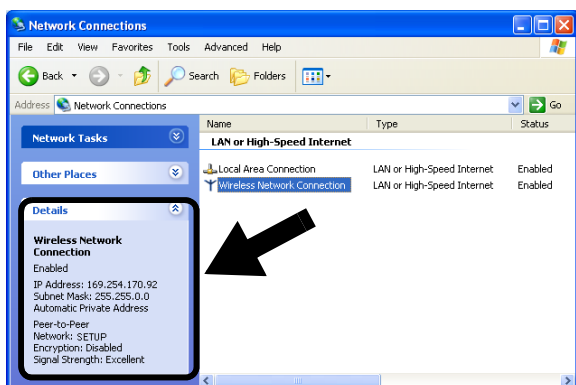 Network Connections
File Edit View Favorites Tools Advanced Help
Back Search Folders
Address Network Connections Go
Name Type Status
Network Tasks
LAN or High-Speed Internet
Other Places
Local Area Connection LAN or High-Speed Internet Enabled
Wireless Network Connection LAN or High-Speed Internet Enabled
Details
Wireless Network
Connection
Enabled
IP Address: 169.254.170.92
Subnet Mask: 255.255.0.0
Automatic Private Address
Peer-to-Peer
Network: SETUP
Encryption: Disabled
Signal Strength: Excellent